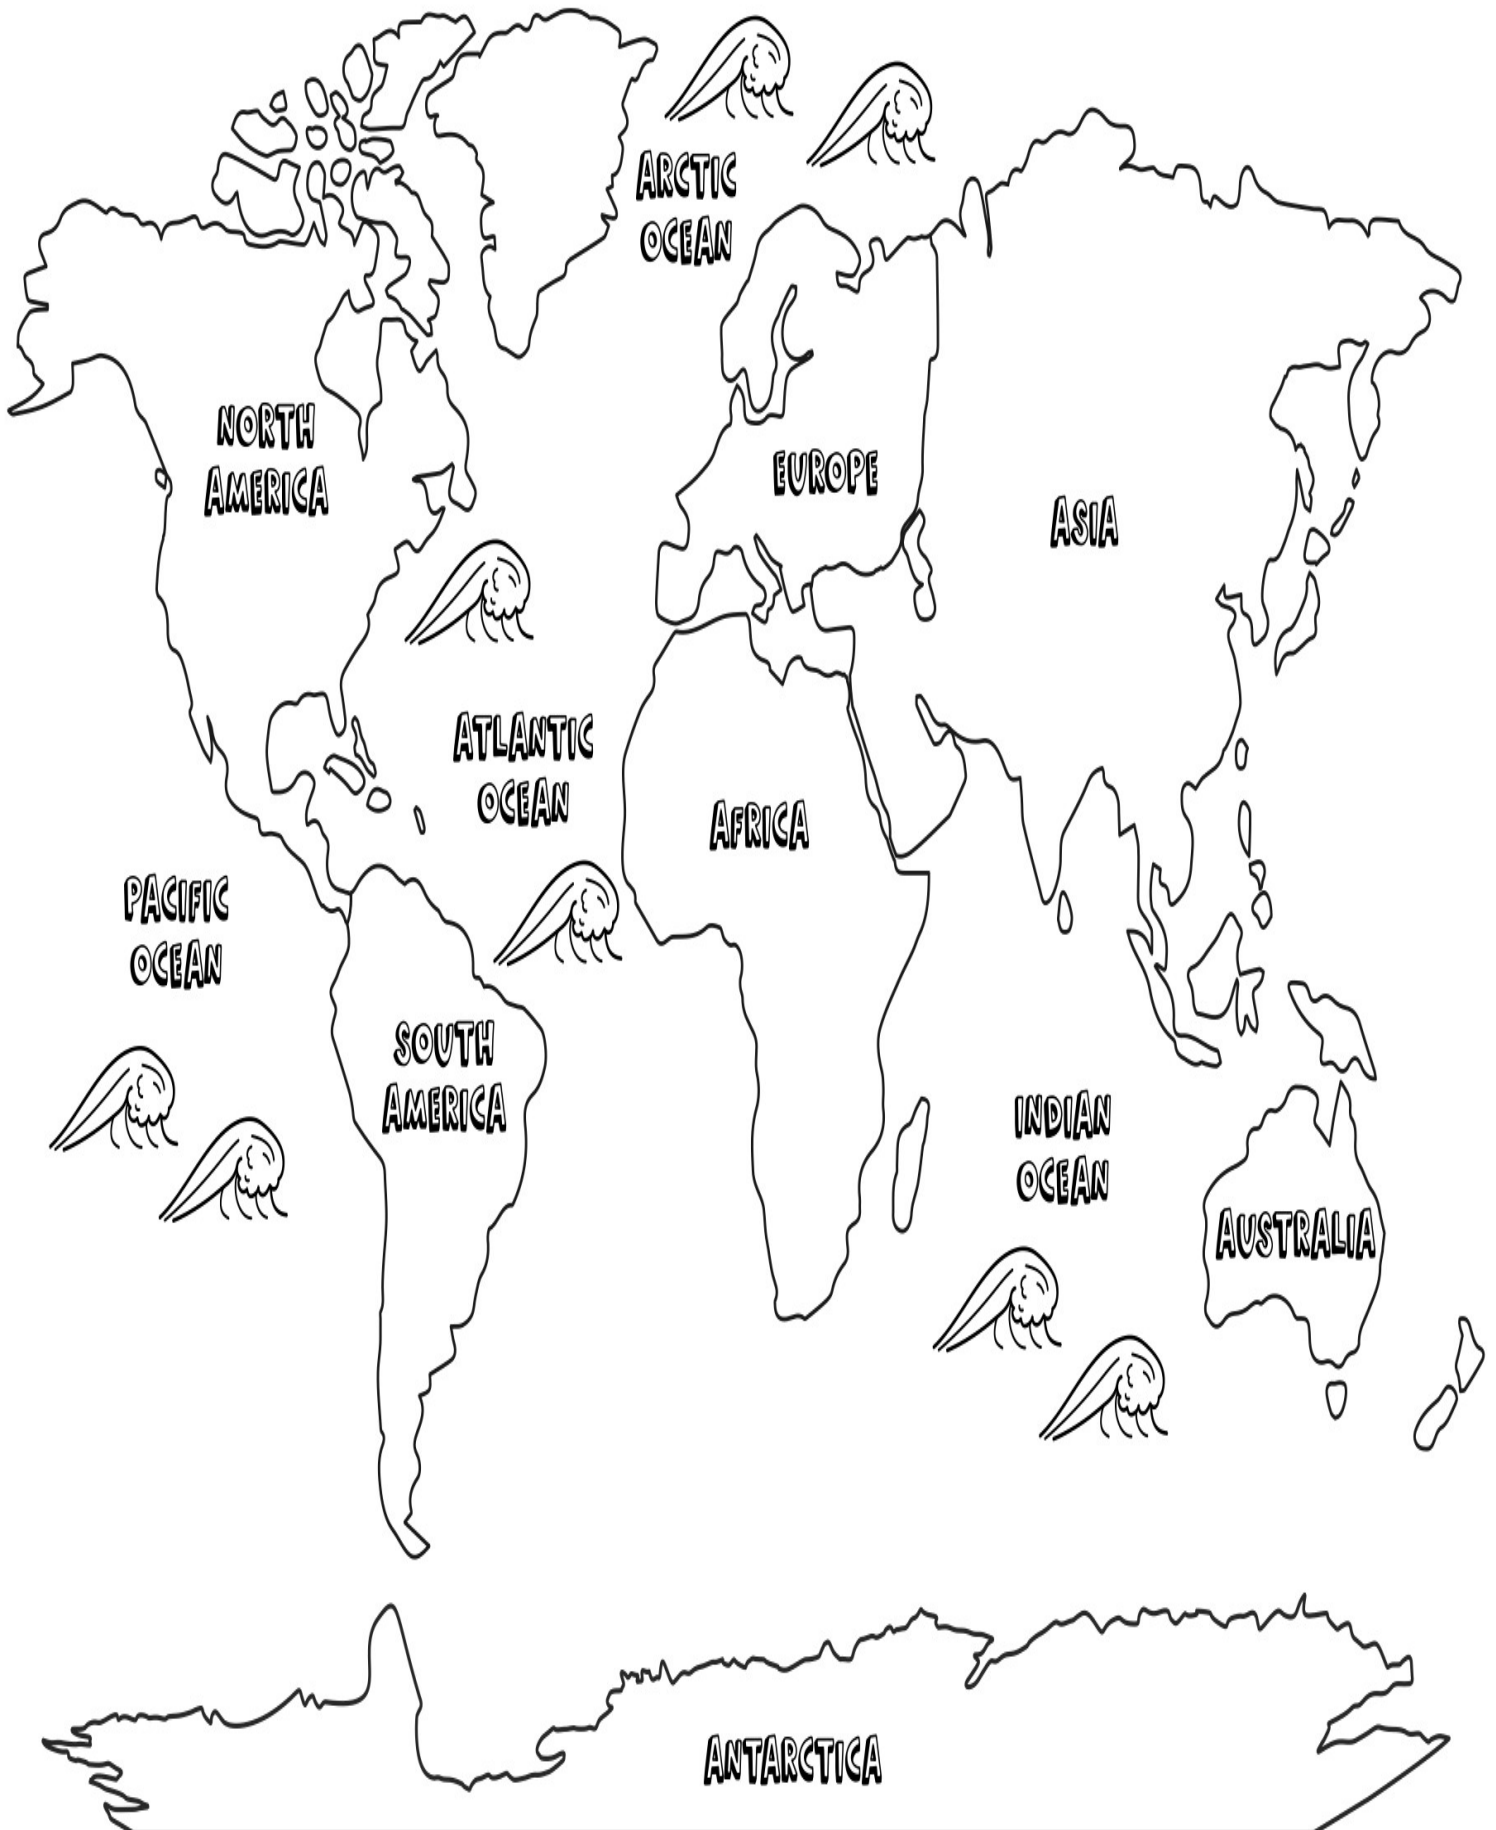 ARCTIC
OCEAN
NORTH
AMERICA
EUROPE
ASIA
ATLANTIC
OCEAN
AFRICA
PACIFIC
OCEAN
SOUTH
AMERICA
INDIAN
OCEAN
AUSTRALIA
ANTARCTICA